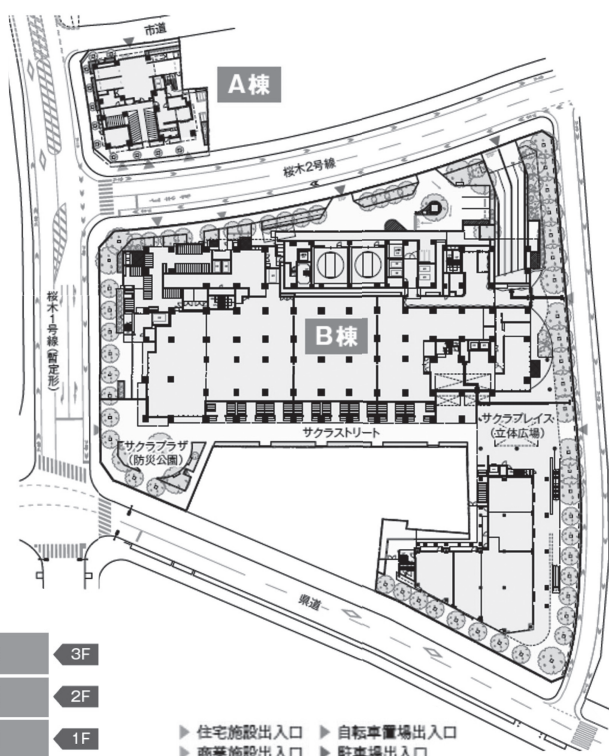 市道
A棟
桜木2号線
桜木1号線(暫定形)
B棟
サクラストリート
サクラプレイス
(立体広場)
サクラプラザ
(防災公園)
県道
3F
2F
1F
住宅施設出入口
自転車置場出入口
商業施設出入口
駐車場出入口